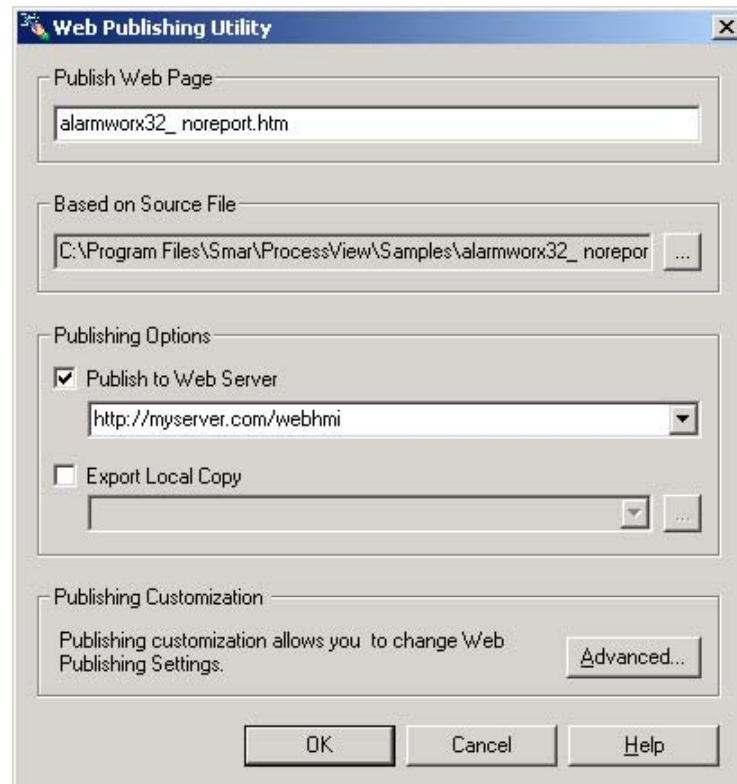 Web Publishing Utility
Publish Web Page
alarmworx32_ noreport.htm
Based on Source File
C:\Program Files\Smar\ProcessView\Samples\alarmworx32_ norepor
...
Publishing Options
Publish to Web Server
http://myserver.com/webhmi
Export Local Copy
...
Publishing Customization
Publishing customization allows you to change Web
Publishing Settings.
Advanced...
OK
Cancel
Help